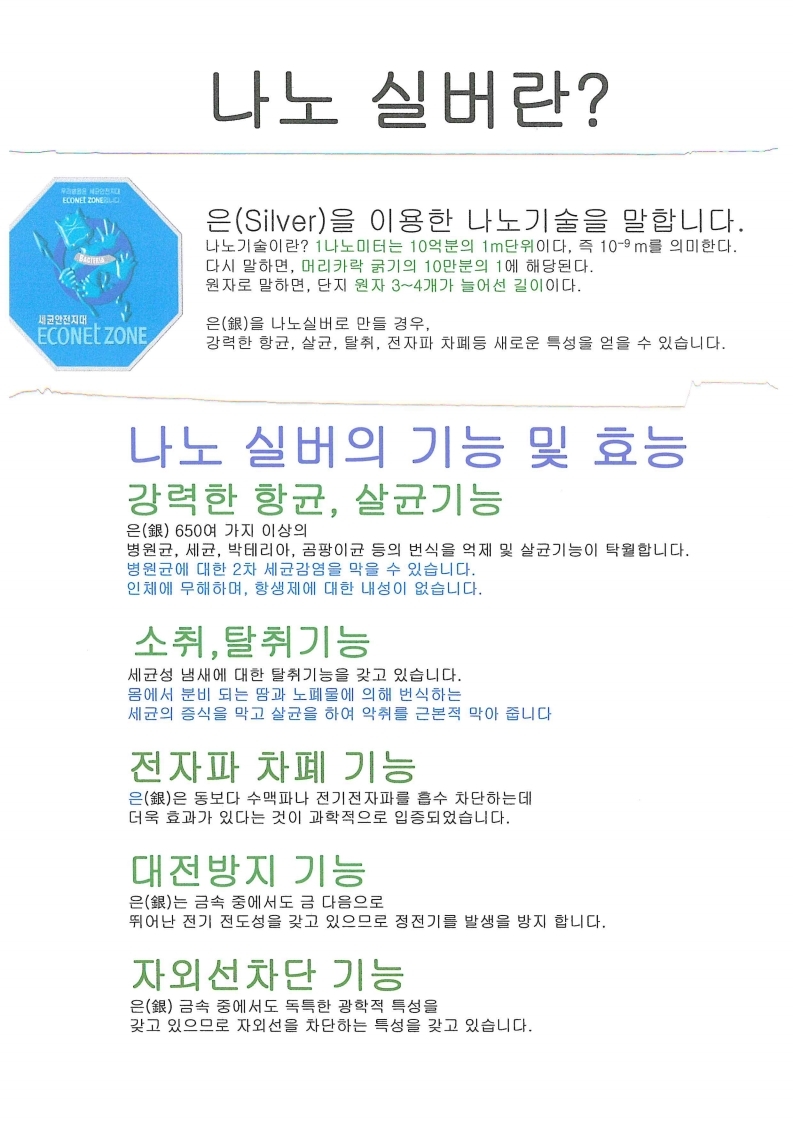 나노 실버란?
ECONET ZONE
BACTERIA
세균안전지대
ECONET ZONE
은(Silver)을 이용한 나노기술을 말합니다.
나노기술이란? 1나노미터는 10억분의 1m단위이다, 즉 10⁻⁹ m를 의미한다.
다시 말하면, 머리카락 굵기의 10만분의 1에 해당된다.
원자로 말하면, 단지 원자 3~4개가 늘어선 길이이다.
은(銀)을 나노실버로 만들 경우,
강력한 항균, 살균, 탈취, 전자파 차폐등 새로운 특성을 얻을 수 있습니다.
나노 실버의 기능 및 효능
강력한 항균, 살균기능
은(銀) 650여 가지 이상의
병원균, 세균, 박테리아, 곰팡이균 등의 번식을 억제 및 살균기능이 탁월합니다.
병원균에 대한 2차 세균감염을 막을 수 있습니다.
인체에 무해하며, 항생제에 대한 내성이 없습니다.
소취,탈취기능
세균성 냄새에 대한 탈취기능을 갖고 있습니다.
몸에서 분비 되는 땀과 노폐물에 의해 번식하는
세균의 증식을 막고 살균을 하여 악취를 근본적 막아 줍니다
전자파 차폐 기능
은(銀)은 동보다 수맥파나 전기전자파를 흡수 차단하는데
더욱 효과가 있다는 것이 과학적으로 입증되었습니다.
대전방지 기능
은(銀)는 금속 중에서도 금 다음으로
뛰어난 전기 전도성을 갖고 있으므로 정전기를 발생을 방지 합니다.
자외선차단 기능
은(銀) 금속 중에서도 독특한 광학적 특성을
갖고 있으므로 자외선을 차단하는 특성을 갖고 있습니다.